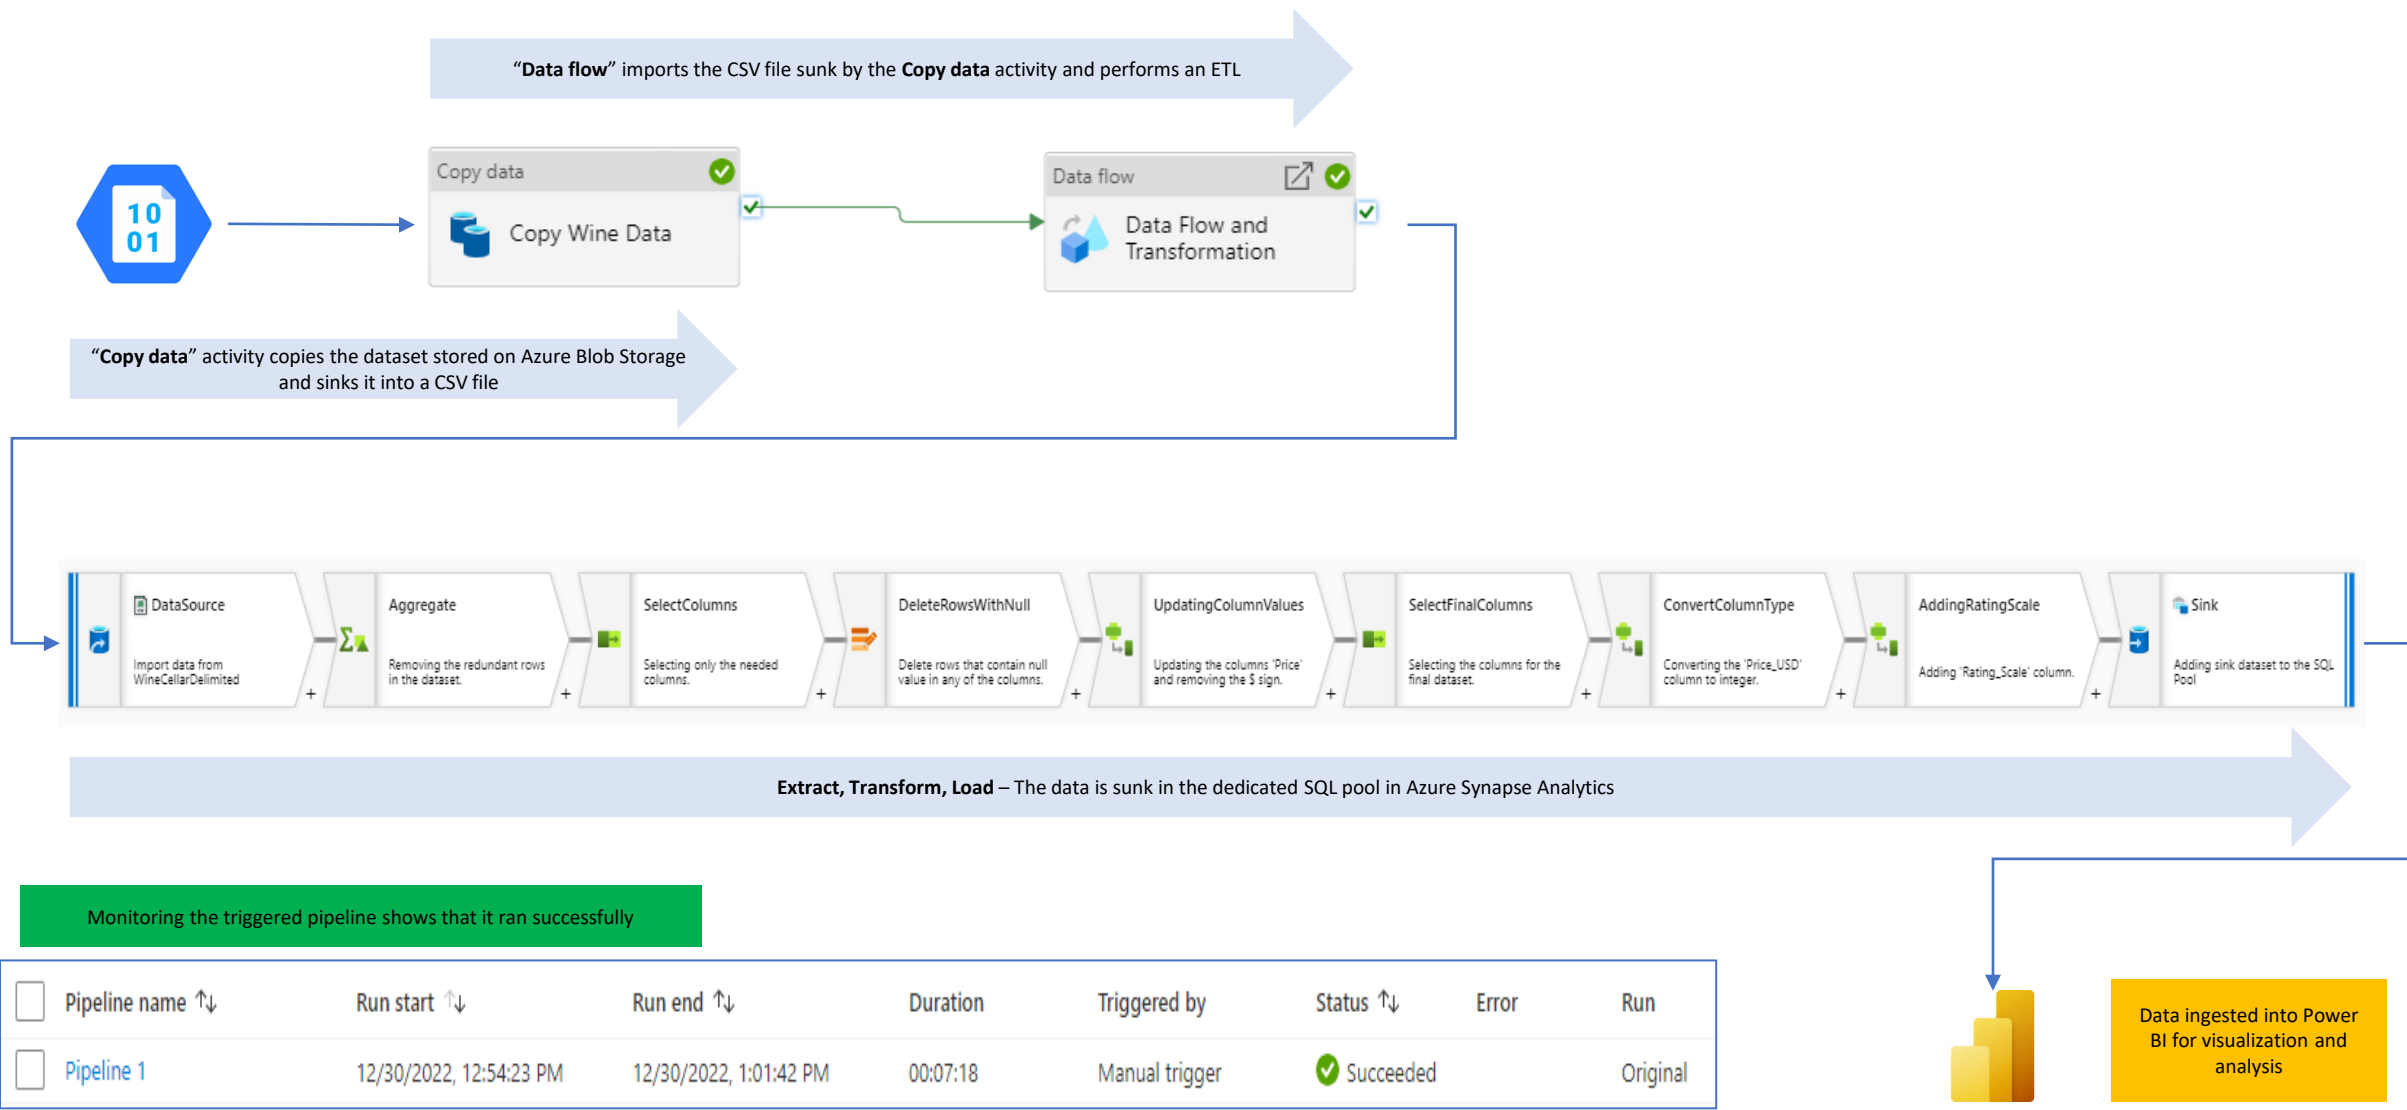 “Data flow” imports the CSV file sunk by the Copy data activity and performs an ETL
10
01
Copy data
Copy Wine Data
Data flow
Data Flow and
Transformation
“Copy data” activity copies the dataset stored on Azure Blob Storage
and sinks it into a CSV file
DataSource
Import data from
WineCellarDelimited
+
Aggregate
Removing the redundant rows
in the dataset.
+
SelectColumns
Selecting only the needed
columns.
+
DeleteRowsWithNull
Delete rows that contain null
value in any of the columns.
+
UpdatingColumnValues
Updating the columns 'Price'
and removing the $ sign.
+
SelectFinalColumns
Selecting the columns for the
final dataset.
+
ConvertColumnType
Converting the 'Price_USD'
column to integer.
+
AddingRatingScale
Adding 'Rating_Scale' column.
+
Sink
Adding sink dataset to the SQL
Pool
Extract, Transform, Load – The data is sunk in the dedicated SQL pool in Azure Synapse Analytics
Monitoring the triggered pipeline shows that it ran successfully
Pipeline name Run start Run end Duration Triggered by Status Error Run
Pipeline 1 12/30/2022, 12:54:23 PM 12/30/2022, 1:01:42 PM 00:07:18 Manual trigger Succeeded Original
Data ingested into Power
BI for visualization and
analysis